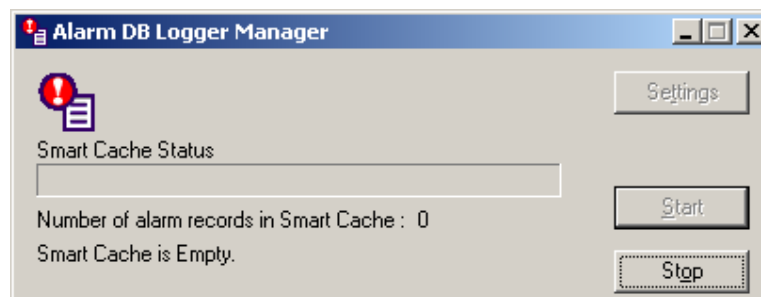 Alarm DB Logger Manager
Settings
Smart Cache Status
Number of alarm records in Smart Cache : 0
Start
Smart Cache is Empty.
Stop